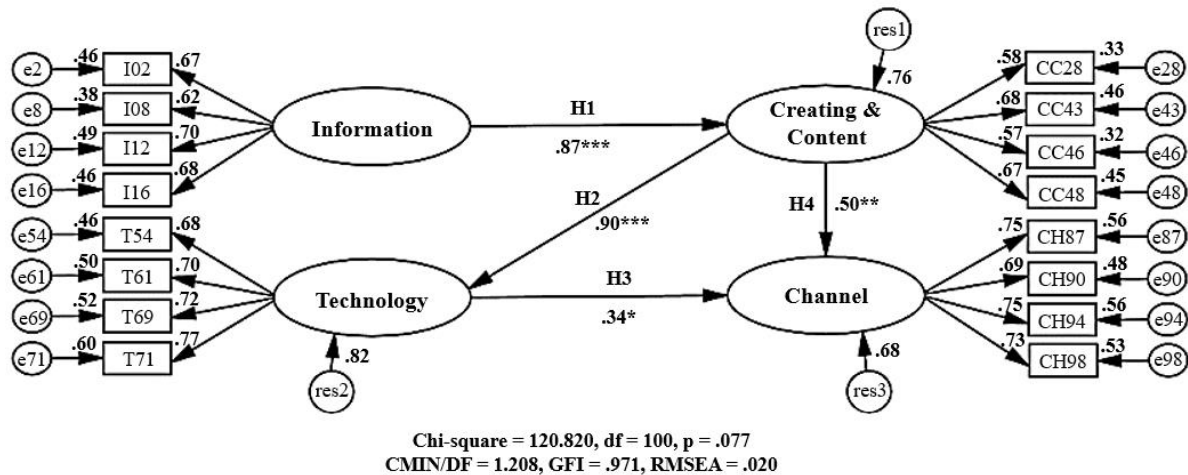 res1
e2 .46 I02 .67
e8 .38 I08 .62
e12 .49 I12 .70
e16 .46 I16 .68
Information
H1
.87***
.76
Creating &
Content
.58 CC28 .33 e28
.68 CC43 .46 e43
.57 CC46 .32 e46
.67 CC48 .45 e48
H2
.90***
H4 .50**
e54 .46 T54 .68
e61 .50 T61 .70
e69 .52 T69 .72
e71 .60 T71 .77
Technology
H3
.34*
Channel
.75 CH87 .56 e87
.69 CH90 .48 e90
.75 CH94 .56 e94
.73 CH98 .53 e98
.82
res2
.68
res3
Chi-square = 120.820, df = 100, p = .077
CMIN/DF = 1.208, GFI = .971, RMSEA = .020